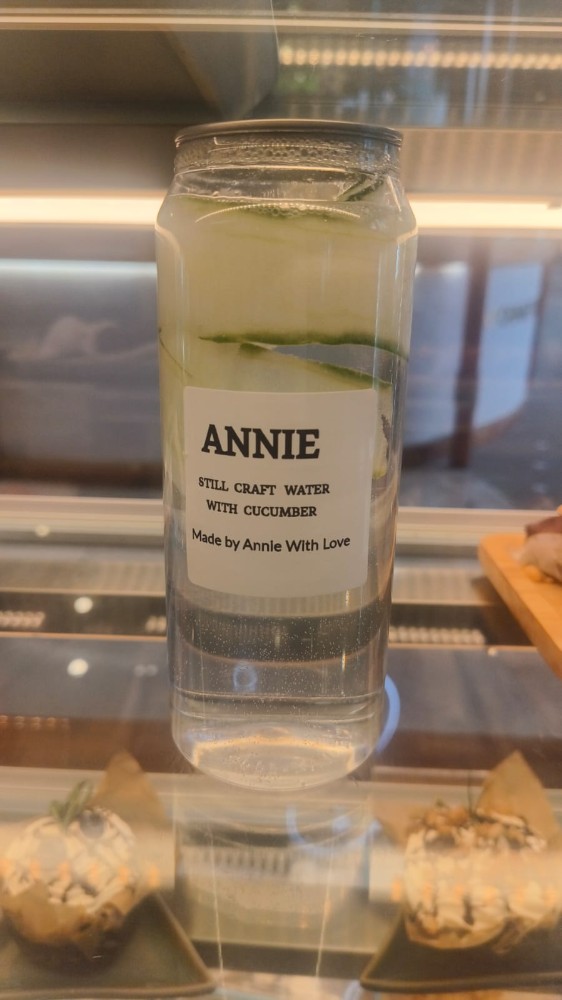 ANNIE
STILL CRAFT WATER
WITH CUCUMBER
Made by Annie With Love